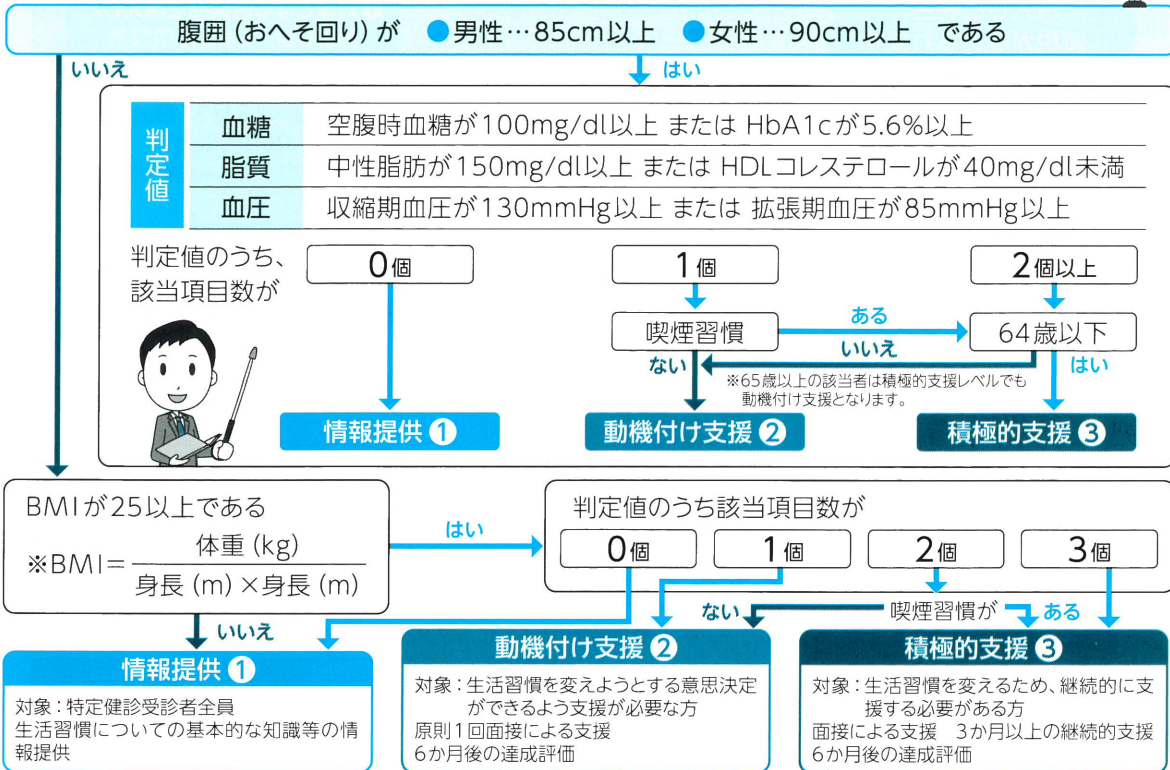 腹囲(おへそ回り)が ●男性…85cm以上 ●女性…90cm以上 である
いいえ
はい
判定値
血糖 空腹時血糖が100mg/dl以上 または HbA1cが5.6%以上
脂質 中性脂肪が150mg/dl以上 または HDLコレステロールが40mg/dl未満
血圧 収縮期血圧が130mmHg以上 または 拡張期血圧が85mmHg以上
判定値のうち、
該当項目数が
0個 1個 2個以上
喫煙習慣 ある 64歳以下
ない いいえ はい
※65歳以上の該当者は積極的支援レベルでも
動機付け支援となります。
情報提供❶ 動機付け支援❷ 積極的支援❸
BMIが25以上である
※BMI=体重(kg)/身長(m)×身長(m)
はい
いいえ
判定値のうち該当項目数が
0個 1個 2個 3個
ない 喫煙習慣が ある
情報提供❶
対象:特定健診受診者全員
生活習慣についての基本的な知識等の情
報提供
動機付け支援❷
対象:生活習慣を変えようとする意思決定
ができるよう支援が必要な方
原則1回面接による支援
6か月後の達成評価
積極的支援❸
対象:生活習慣を変えるため、継続的に支
援する必要がある方
面接による支援 3か月以上の継続的支援
6か月後の達成評価